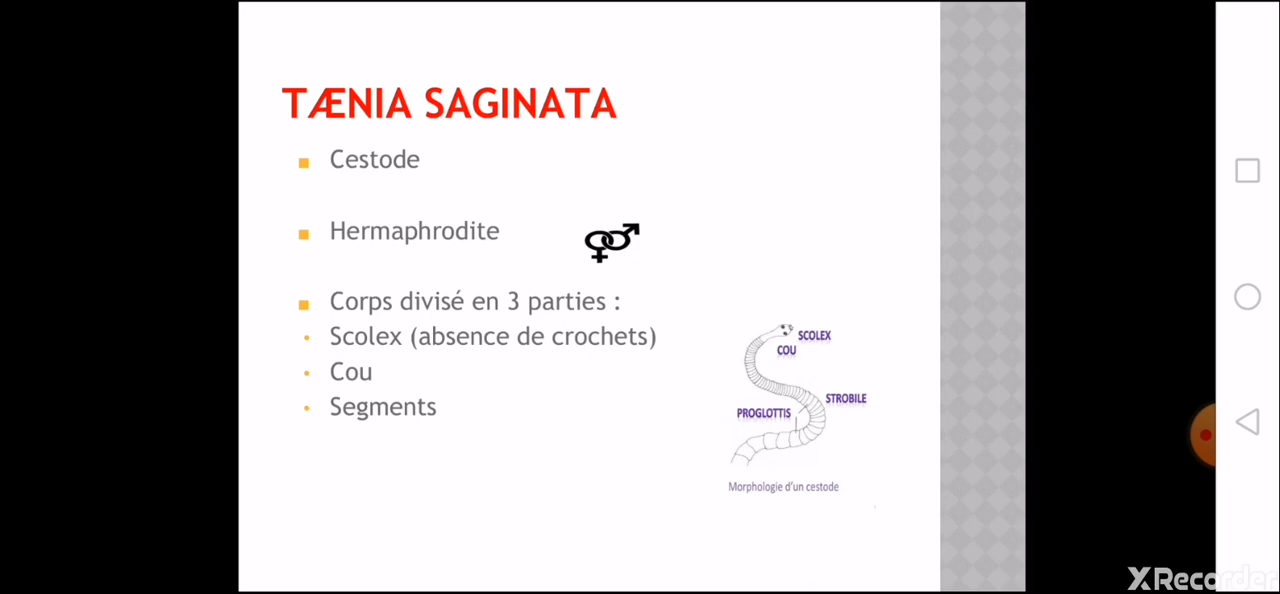 TÆNIA SAGINATA
Cestode
Hermaphrodite
Corps divisé en 3 parties :
Scolex (absence de crochets)
Cou
Segments
SCOLEX
COU
STROBILE
PROGLOTTIS
Morphologie d'un cestode
XRecorder